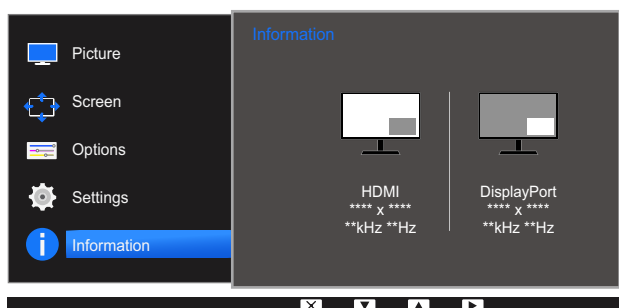 Picture
Screen
Options
Settings
Information
Information
HDMI
**** x ****
**kHz **Hz
DisplayPort
**** x ****
**kHz **Hz